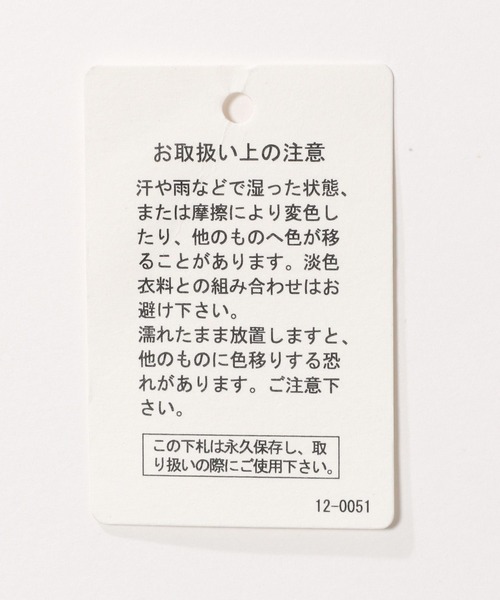 お取扱い上の注意
汗や雨などで湿った状態、
または摩擦により変色し
たり、他のものへ色が移
ることがあります。淡色
衣料との組み合わせはお
避け下さい。
濡れたまま放置しますと、
他のものに色移りする恐
れがあります。ご注意下
さい。
この下札は永久保存し、取
り扱いの際にご使用下さい。
12-0051